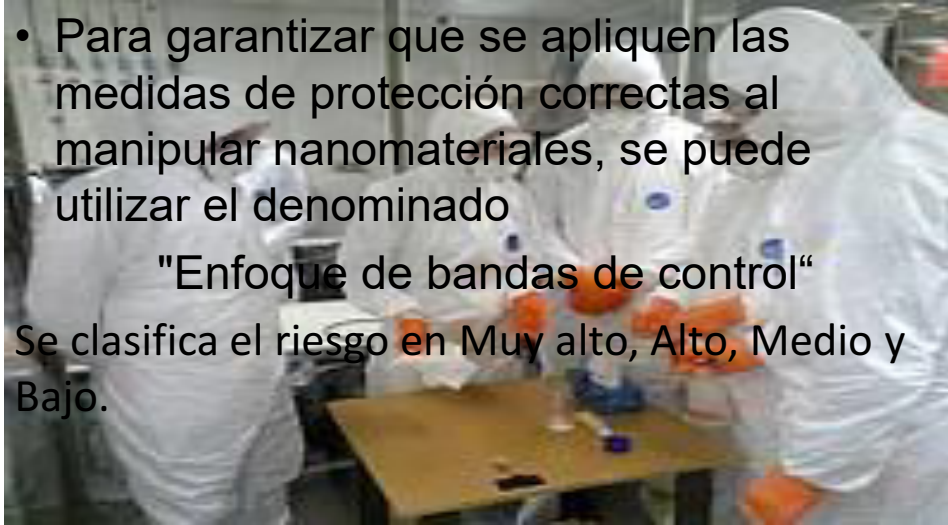 • Para garantizar que se apliquen las
medidas de protección correctas al
manipular nanomateriales, se puede
utilizar el denominado
"Enfoque de bandas de control“
Se clasifica el riesgo en Muy alto, Alto, Medio y
Bajo.